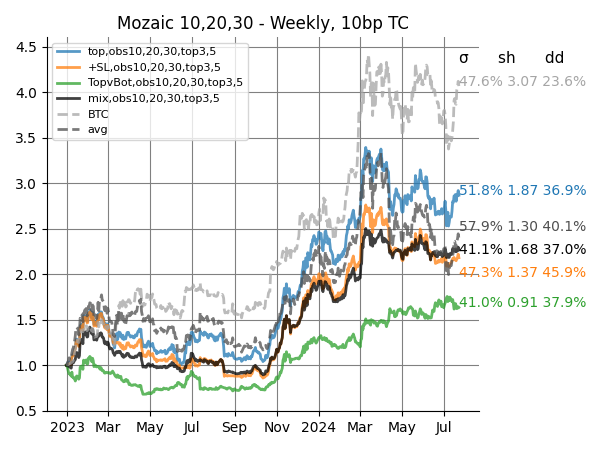 Mozaic 10,20,30 - Weekly, 10bp TC
top,obs10,20,30,top3,5
+SL,obs10,20,30,top3,5
TopvBot,obs10,20,30,top3,5
mix,obs10,20,30,top3,5
BTC
avg
σ sh dd
47.6% 3.07 23.6%
51.8% 1.87 36.9%
57.9% 1.30 40.1%
41.1% 1.68 37.0%
47.3% 1.37 45.9%
41.0% 0.91 37.9%
4.5
4.0
3.5
3.0
2.5
2.0
1.5
1.0
0.5
2023 Mar May Jul Sep Nov 2024 Mar May Jul